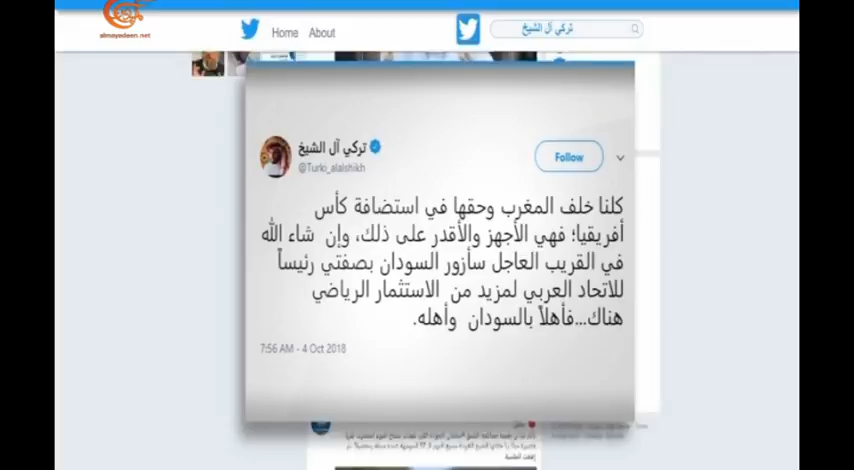 almayadeen.net
Home About
تركي آل الشيخ
تركي آل الشيخ
@Turki_alalshikh
Follow
كلنا خلف المغرب وحقها في استضافة كأس
أفريقيا؛ فهي الأجهز والأقدر على ذلك، وإن شاء الله
في القريب العاجل سأزور السودان بصفتي رئيساً
للاتحاد العربي لمزيد من الاستثمار الرياضي
هناك...فأهلاً بالسودان وأهله.
7:56 AM - 4 Oct 2018